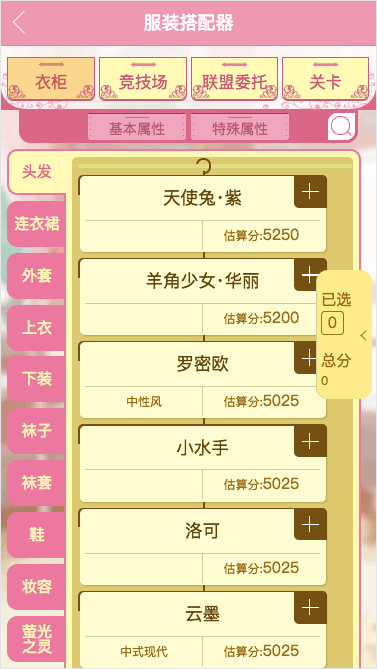 服装搭配器
衣柜
竞技场
联盟委托
关卡
基本属性
特殊属性
头发
连衣裙
外套
上衣
下装
袜子
袜套
鞋
妆容
萤光
之灵
天使兔·紫
估算分:5250
羊角少女·华丽
估算分:5200
罗密欧
中性风
估算分:5025
小水手
估算分:5025
洛可
估算分:5025
云墨
中式现代
估算分:5025
已选
0
总分
0